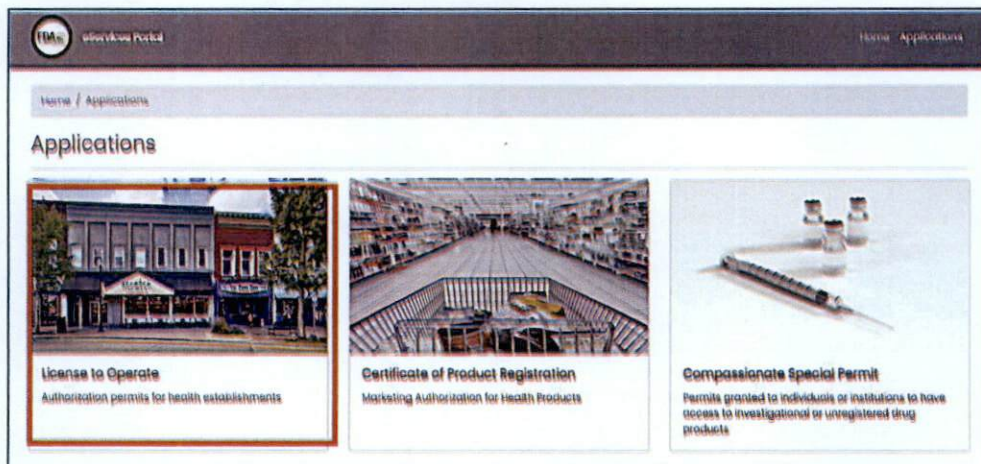 FDA
eServices Portal
Home Applications
Home / Applications
Applications
License to Operate
Authorization permits for health establishments
Certificate of Product Registration
Marketing Authorization for Health Products
Compassionate Special Permit
Permits granted to individuals or institutions to have
access to investigational or unregistered drug
products